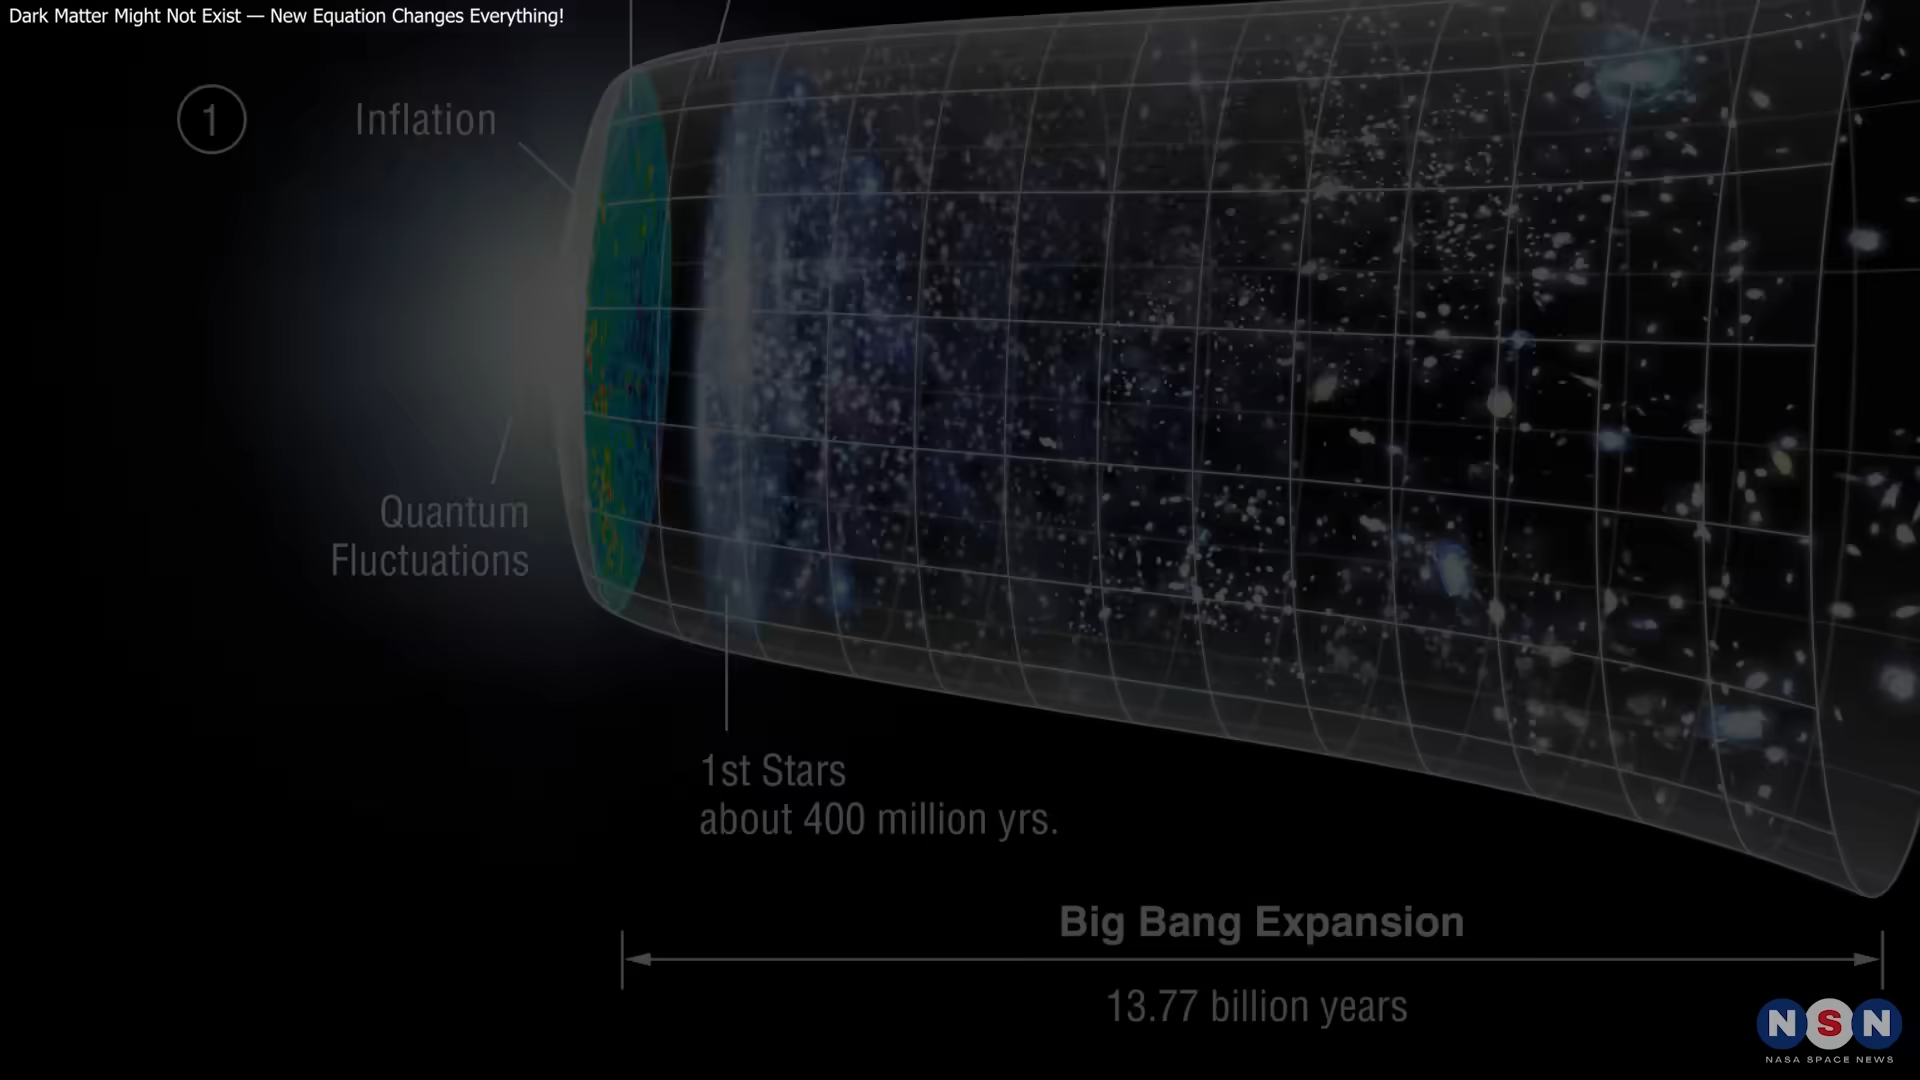 Dark Matter Might Not Exist — New Equation Changes Everything!
1
Inflation
Quantum
Fluctuations
1st Stars
about 400 million yrs.
Big Bang Expansion
13.77 billion years
NSN
NASA SPACE NEWS